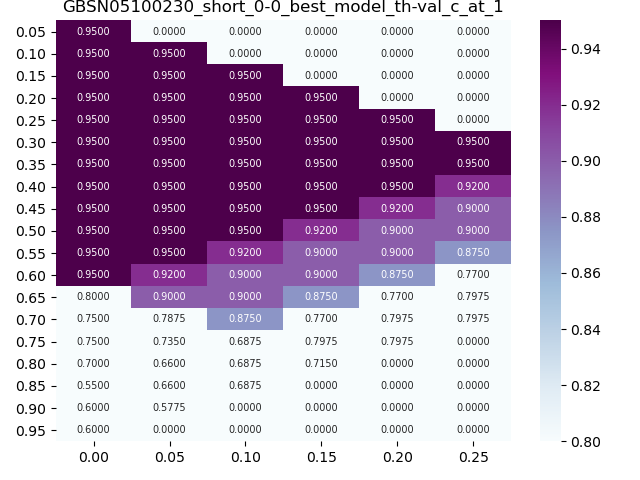 GBSN05100230_short_0-0_best_model_th-val_c_at_1
0.05 0.9500 0.0000 0.0000 0.0000 0.0000 0.0000
0.10 0.9500 0.9500 0.0000 0.0000 0.0000 0.0000
0.15 0.9500 0.9500 0.9500 0.0000 0.0000 0.0000
0.20 0.9500 0.9500 0.9500 0.9500 0.0000 0.0000
0.25 0.9500 0.9500 0.9500 0.9500 0.9500 0.0000
0.30 0.9500 0.9500 0.9500 0.9500 0.9500 0.9500
0.35 0.9500 0.9500 0.9500 0.9500 0.9500 0.9500
0.40 0.9500 0.9500 0.9500 0.9500 0.9500 0.9200
0.45 0.9500 0.9500 0.9500 0.9500 0.9200 0.9000
0.50 0.9500 0.9500 0.9500 0.9200 0.9000 0.9000
0.55 0.9500 0.9500 0.9200 0.9000 0.9000 0.8750
0.60 0.9500 0.9200 0.9000 0.9000 0.8750 0.7700
0.65 0.8000 0.9000 0.9000 0.8750 0.7700 0.7975
0.70 0.7500 0.7875 0.8750 0.7700 0.7975 0.7975
0.75 0.7500 0.7350 0.6875 0.7975 0.7975 0.0000
0.80 0.7000 0.6600 0.6875 0.7150 0.0000 0.0000
0.85 0.5500 0.6600 0.6875 0.0000 0.0000 0.0000
0.90 0.6000 0.5775 0.0000 0.0000 0.0000 0.0000
0.95 0.6000 0.0000 0.0000 0.0000 0.0000 0.0000
0.00 0.05 0.10 0.15 0.20 0.25
0.94
0.92
0.90
0.88
0.86
0.84
0.82
0.80